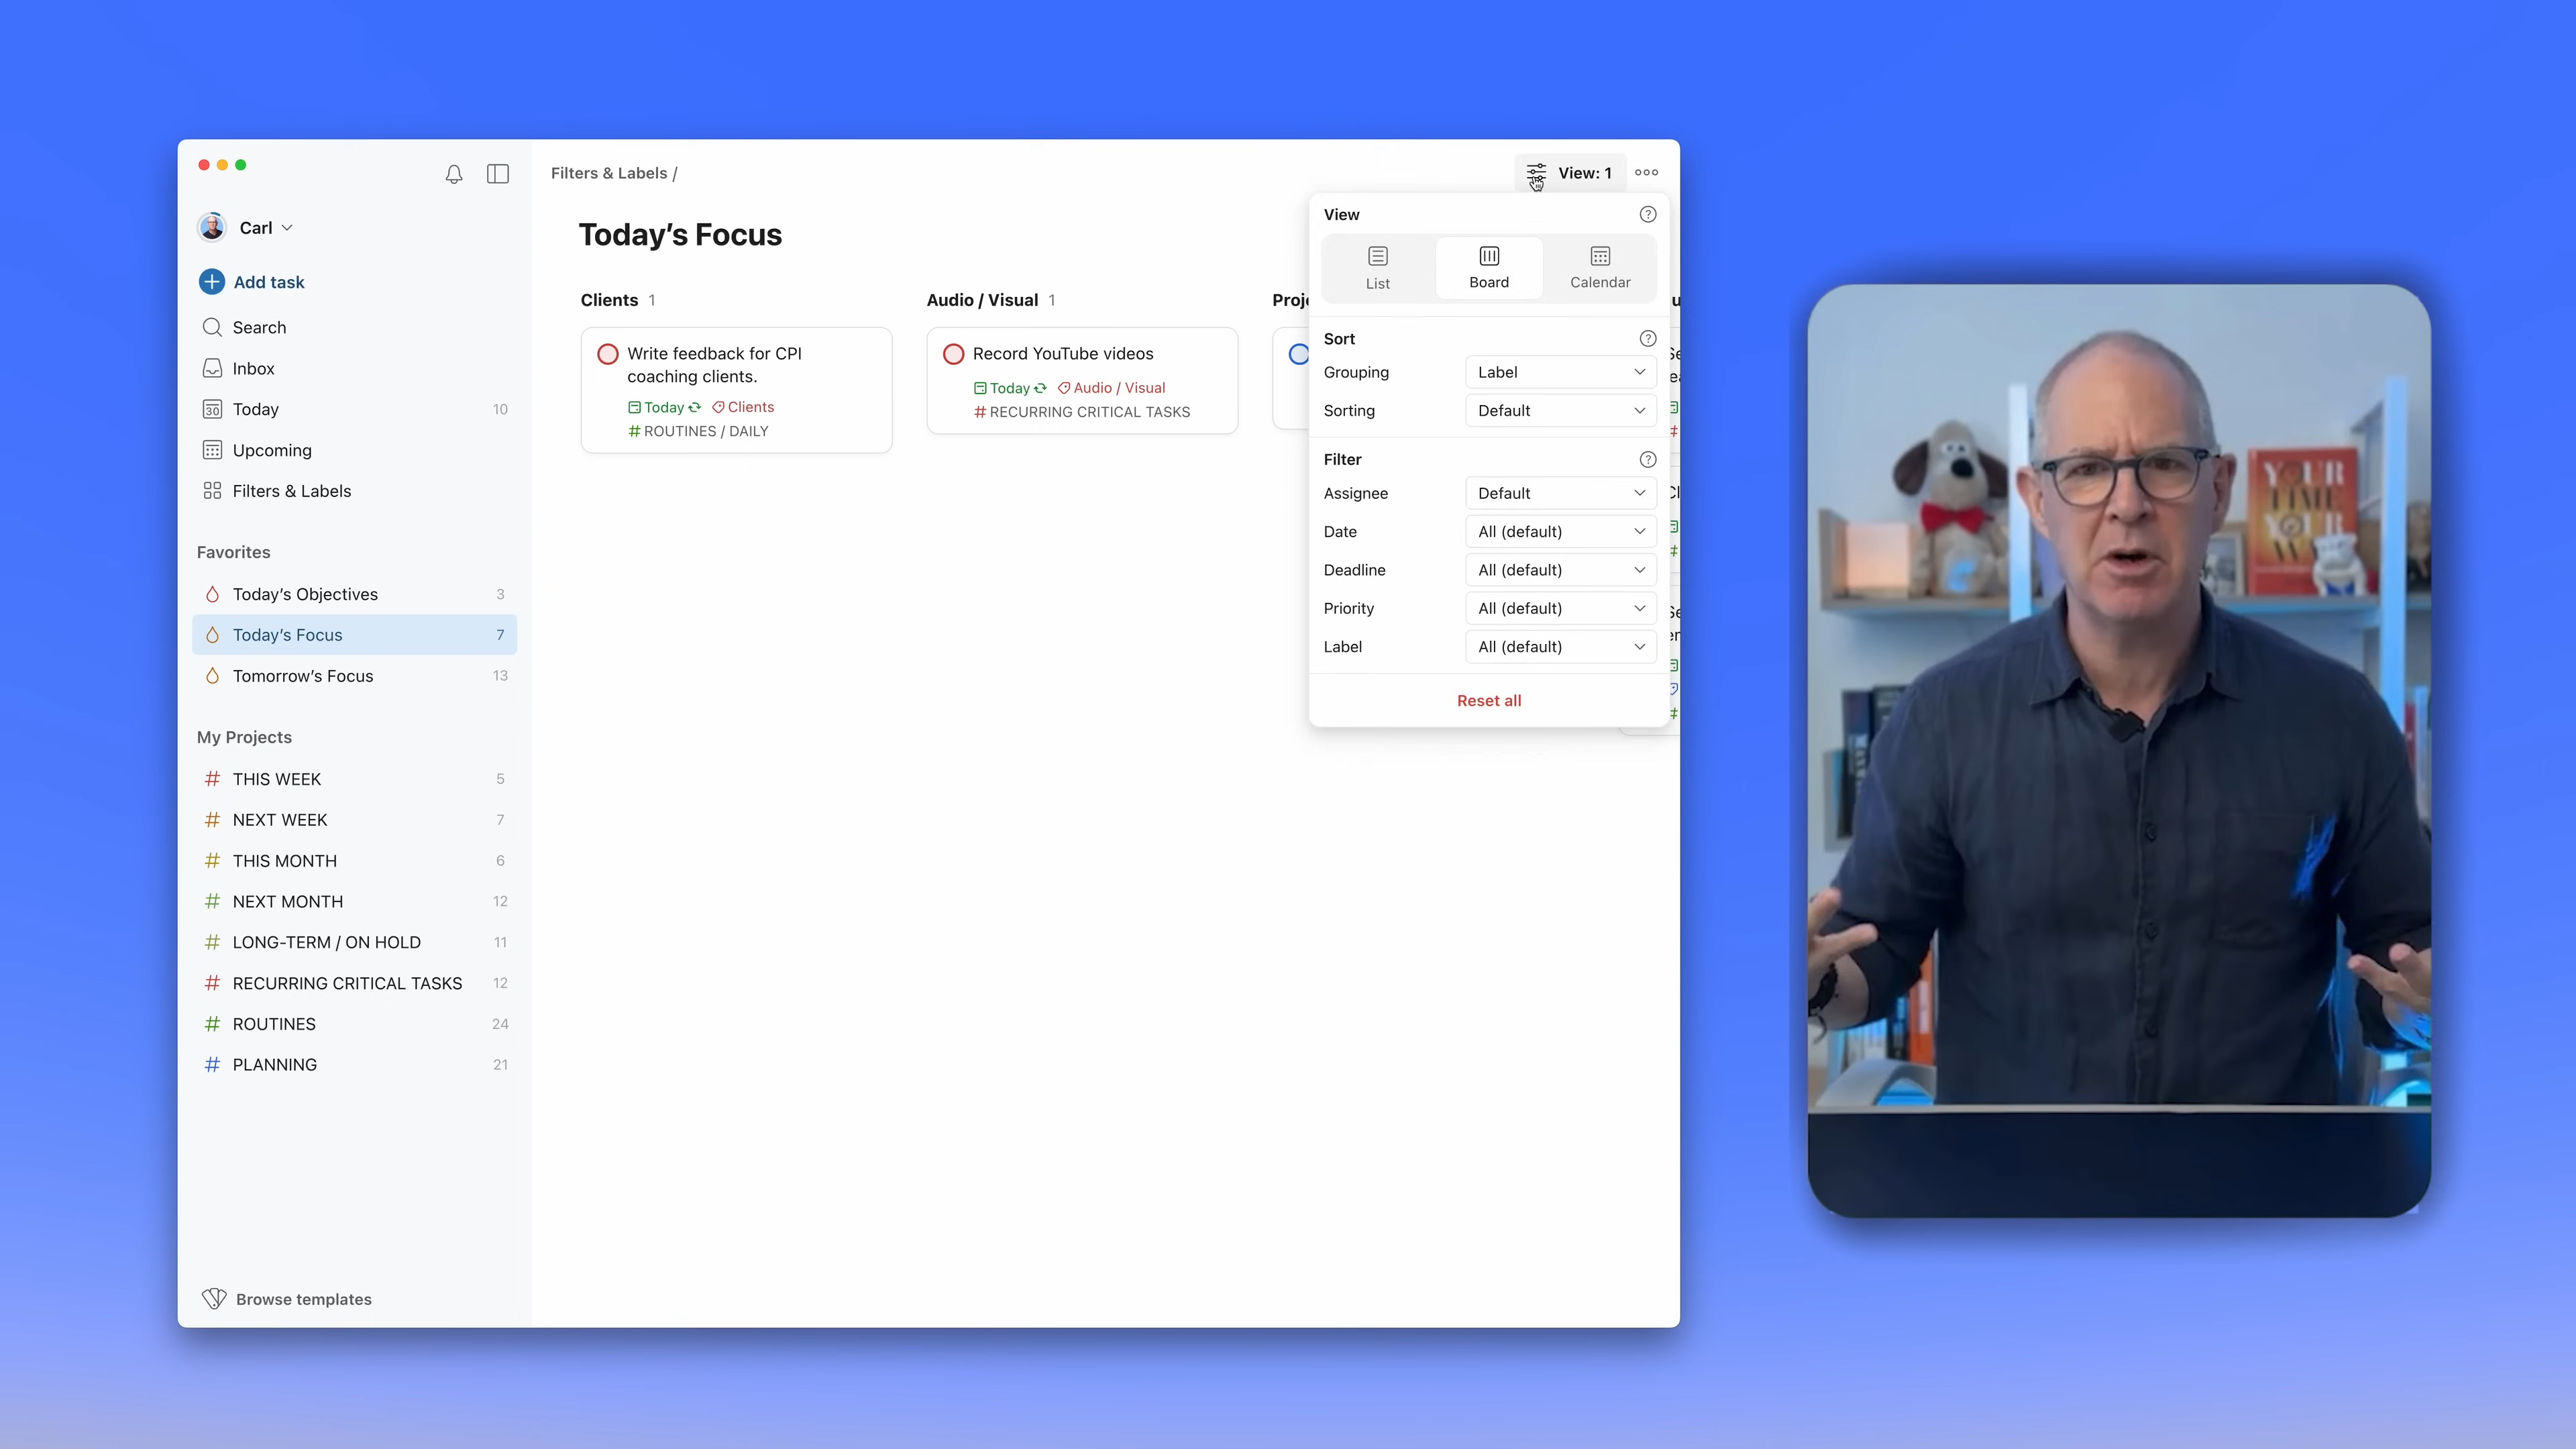 Carl
Add task
Search
Inbox
30 Today 10
Upcoming
Filters & Labels
Favorites
Today’s Objectives 3
Today’s Focus 7
Tomorrow’s Focus 13
My Projects
# THIS WEEK 5
# NEXT WEEK 7
# THIS MONTH 6
# NEXT MONTH 12
# LONG-TERM / ON HOLD 11
# RECURRING CRITICAL TASKS 12
# ROUTINES 24
# PLANNING 21
Browse templates
Filters & Labels /
View: 1
Today’s Focus
Clients 1
Write feedback for CPI
coaching clients.
Today Clients
# ROUTINES / DAILY
Audio / Visual 1
Record YouTube videos
Today Audio / Visual
# RECURRING CRITICAL TASKS
View ?
List Board Calendar
Sort ?
Grouping Label
Sorting Default
Filter ?
Assignee Default
Date All (default)
Deadline All (default)
Priority All (default)
Label All (default)
Reset all
YOUR
TIME
YOUR